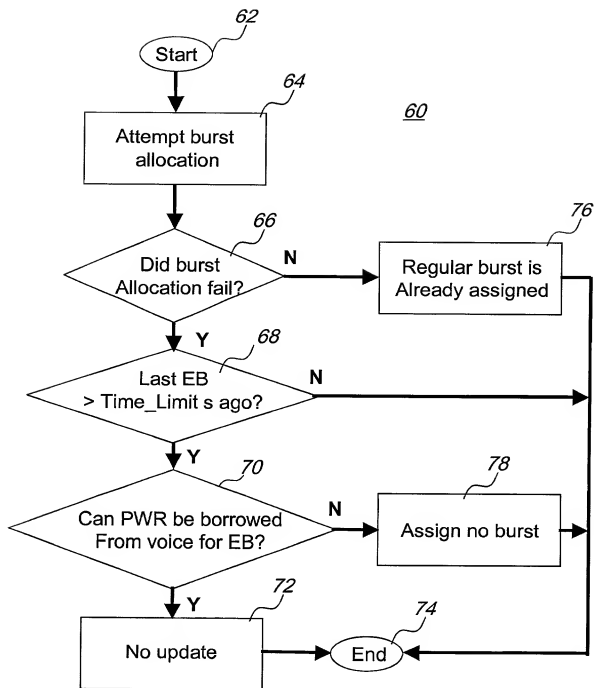 62
Start
64
Attempt burst
allocation
60
66
Did burst
Allocation fail?
N
76
Regular burst is
Already assigned
Y
68
Last EB
> Time_Limit s ago?
N
Y
70
Can PWR be borrowed
From voice for EB?
N
78
Assign no burst
Y
72
No update
74
End